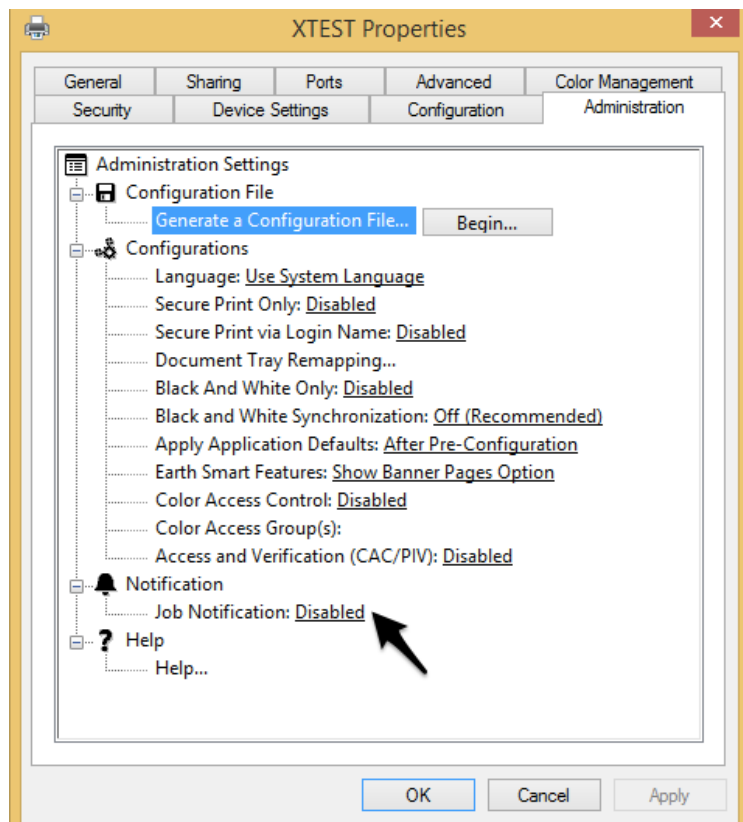 XTEST Properties
General Sharing Ports Advanced Color Management
Security Device Settings Configuration Administration
Administration Settings
Configuration File
Generate a Configuration File... Begin...
Configurations
Language: Use System Language
Secure Print Only: Disabled
Secure Print via Login Name: Disabled
Document Tray Remapping...
Black And White Only: Disabled
Black and White Synchronization: Off (Recommended)
Apply Application Defaults: After Pre-Configuration
Earth Smart Features: Show Banner Pages Option
Color Access Control: Disabled
Color Access Group(s):
Access and Verification (CAC/PIV): Disabled
Notification
Job Notification: Disabled
Help
Help...
OK Cancel Apply